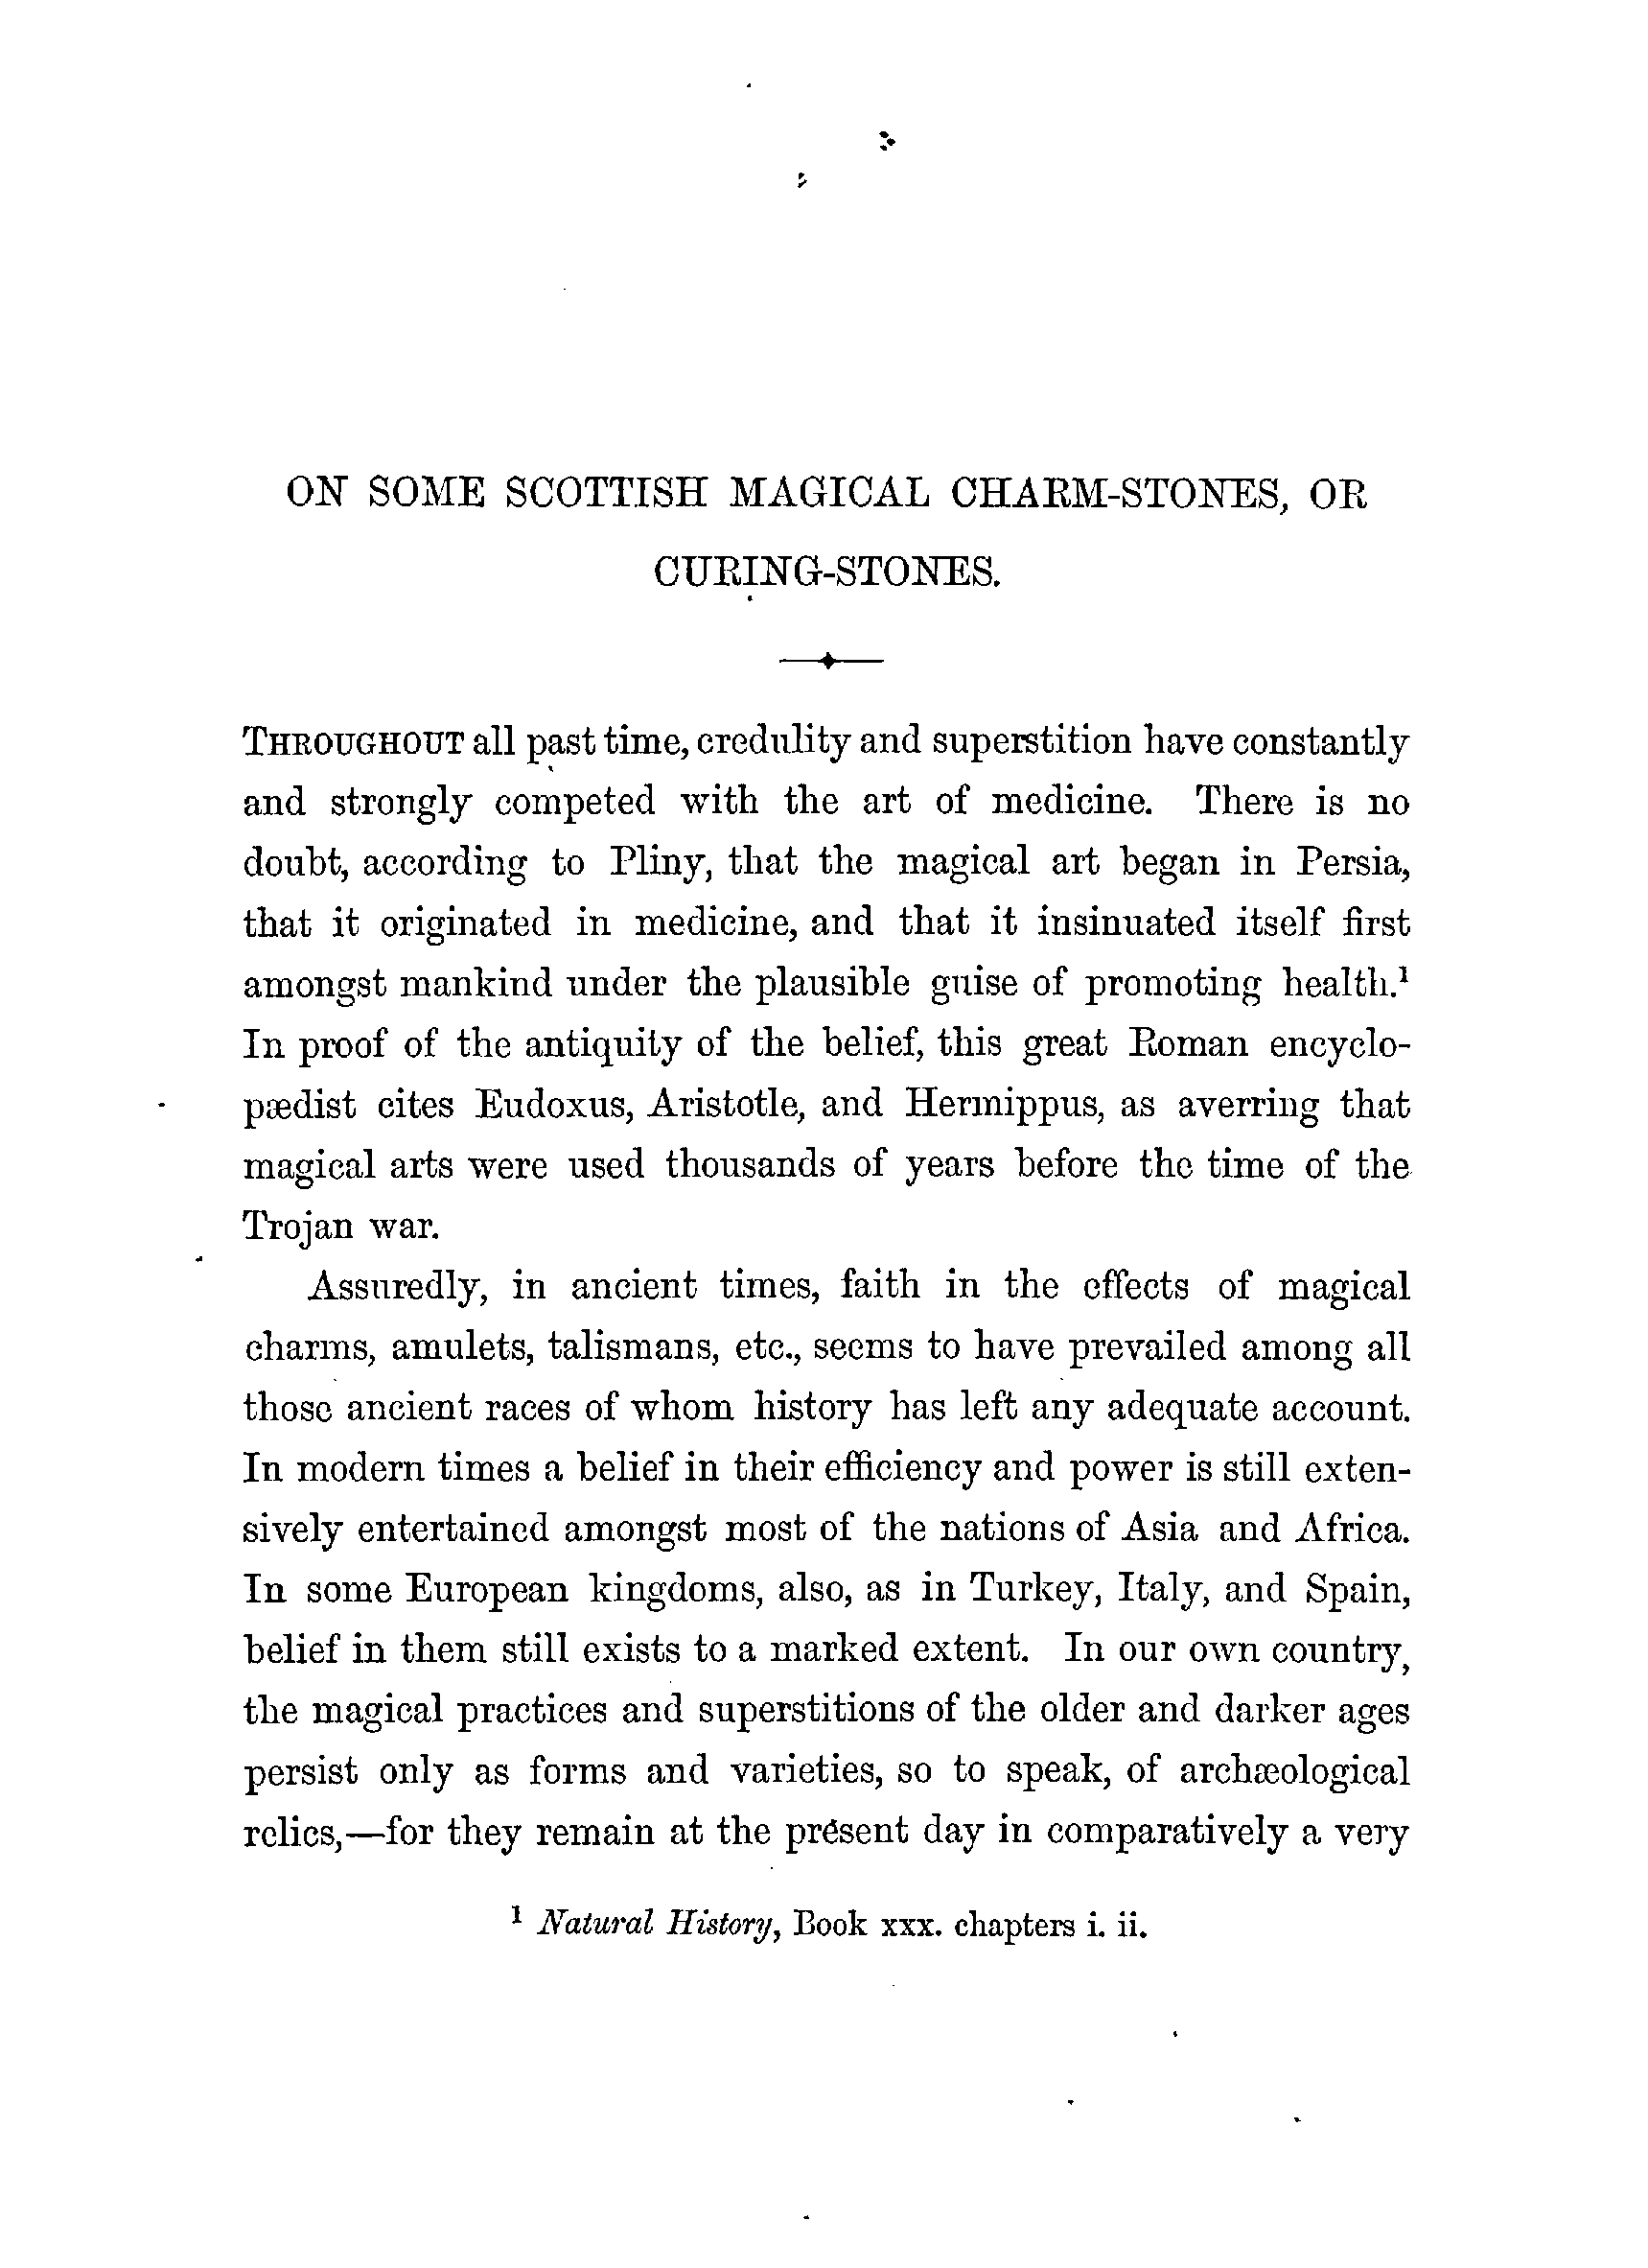 ON SOME SCOTTISH MAGICAL CHARM-STONES, OR
CURING-STONES.
THROUGHOUT all past time, credulity and superstition have constantly
and strongly competed with the art of medicine. There is no
doubt, according to Pliny, that the magical art began in Persia,
that it originated in medicine, and that it insinuated itself first
amongst mankind under the plausible guise of promoting health.¹
In proof of the antiquity of the belief, this great Roman encyclo-
pædist cites Eudoxus, Aristotle, and Hermippus, as averring that
magical arts were used thousands of years before the time of the
Trojan war.
Assuredly, in ancient times, faith in the effects of magical
charms, amulets, talismans, etc., seems to have prevailed among all
those ancient races of whom history has left any adequate account.
In modern times a belief in their efficiency and power is still exten-
sively entertained amongst most of the nations of Asia and Africa.
In some European kingdoms, also, as in Turkey, Italy, and Spain,
belief in them still exists to a marked extent. In our own country,
the magical practices and superstitions of the older and darker ages
persist only as forms and varieties, so to speak, of archæological
relics,—for they remain at the present day in comparatively a very
¹ Natural History, Book xxx. chapters i. ii.